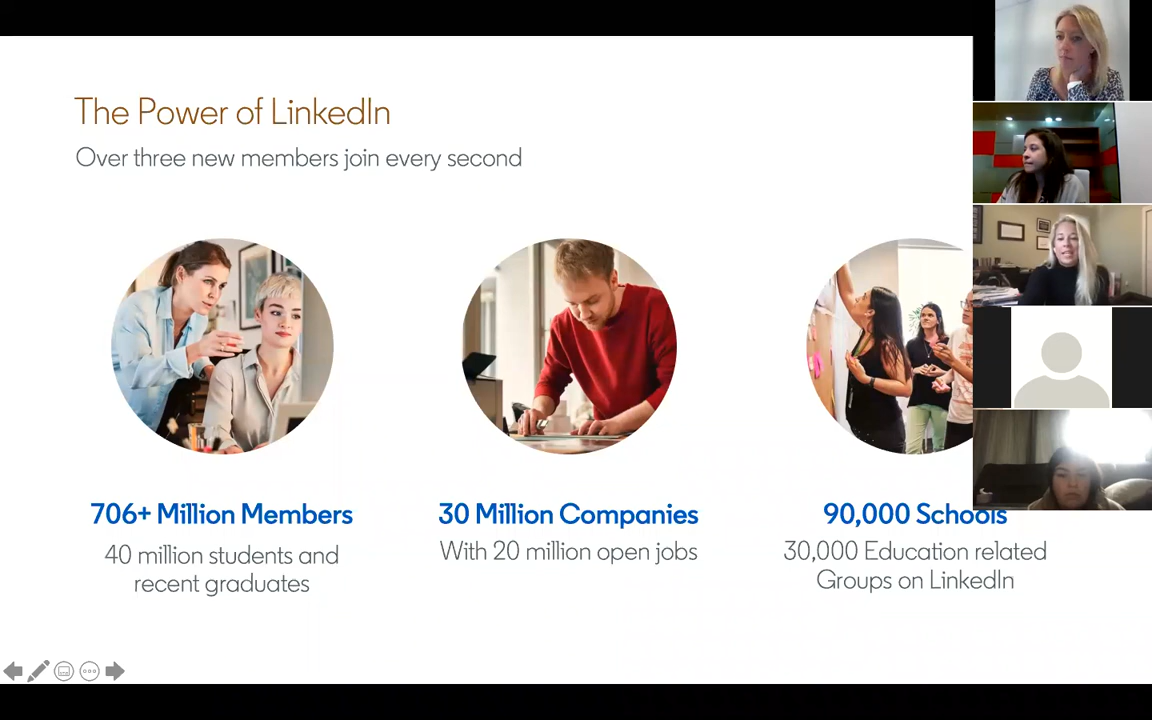 The Power of LinkedIn
Over three new members join every second
706+ Million Members
40 million students and
recent graduates
30 Million Companies
With 20 million open jobs
90,000 Schools
30,000 Education related
Groups on LinkedIn